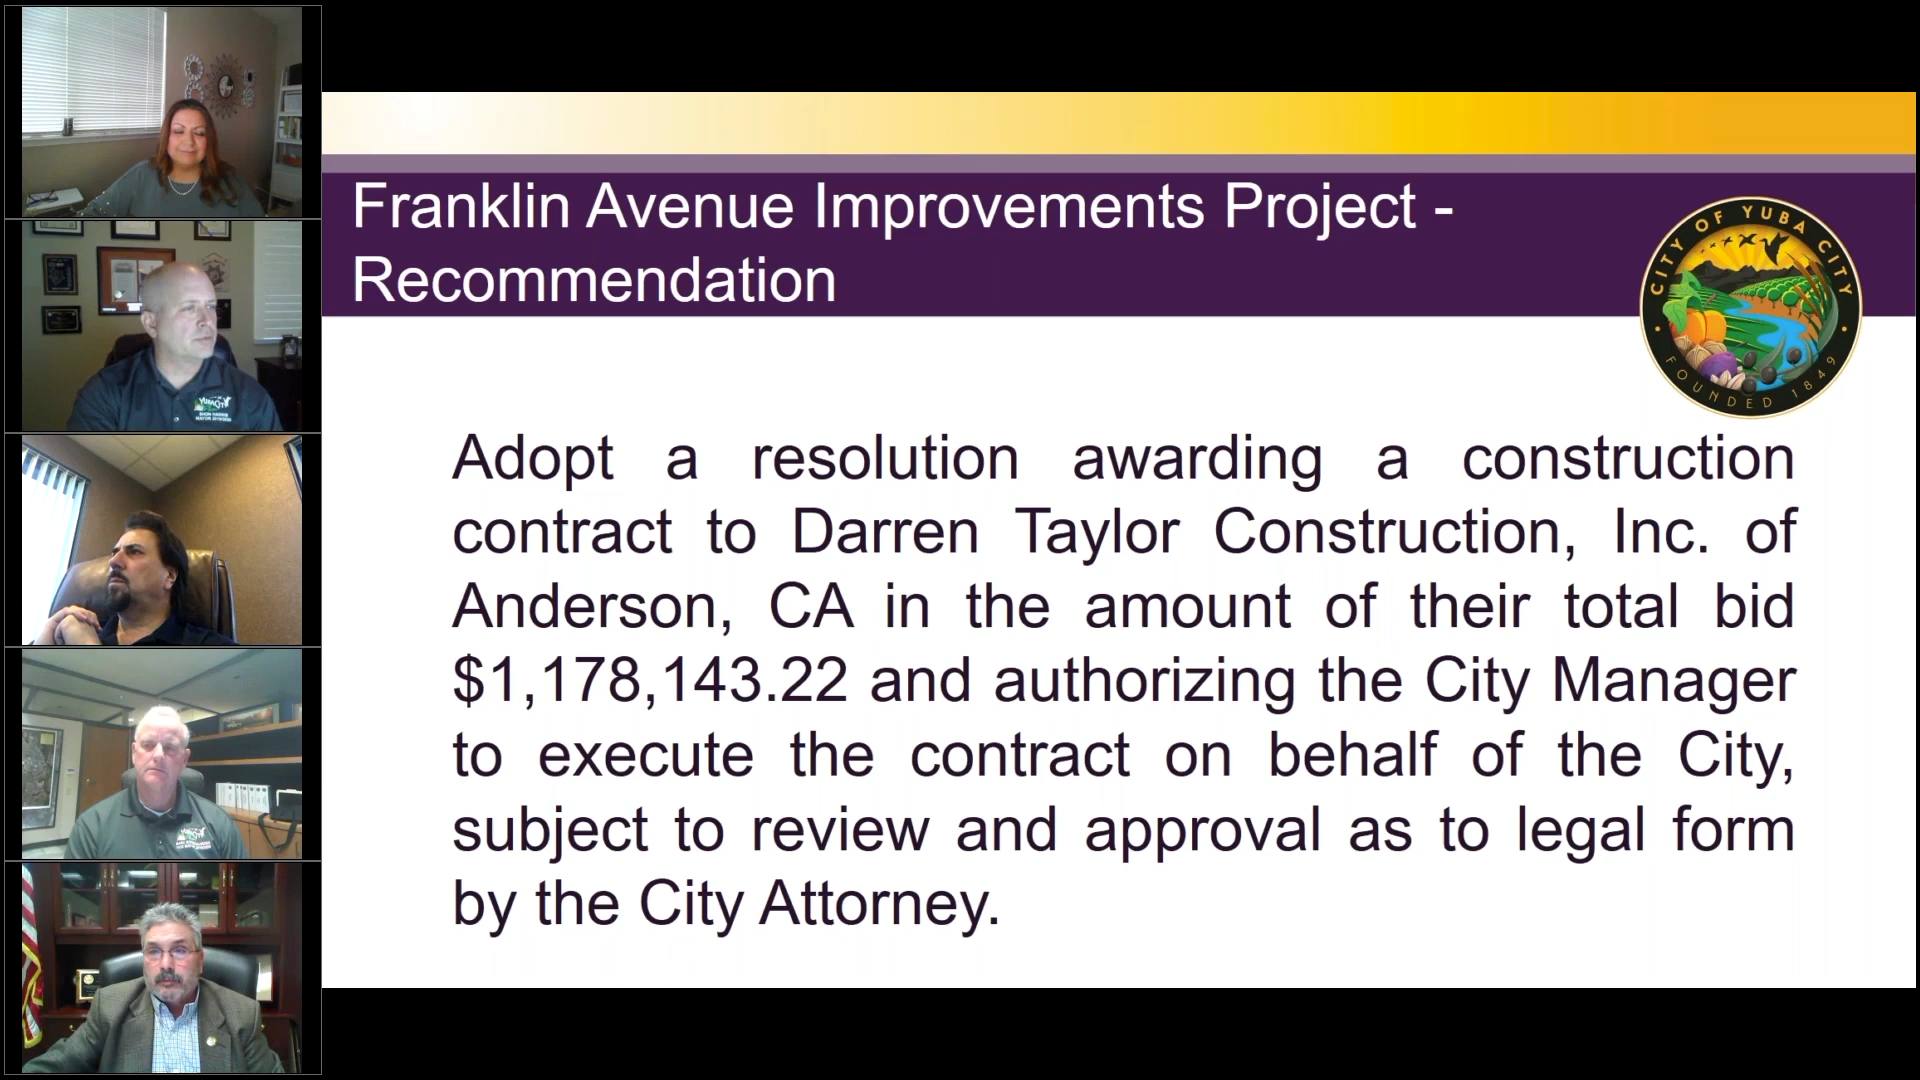 Franklin Avenue Improvements Project -
Recommendation
CITY OF YUBA CITY
FOUNDED 1849
Adopt a resolution awarding a construction
contract to Darren Taylor Construction, Inc. of
Anderson, CA in the amount of their total bid
$1,178,143.22 and authorizing the City Manager
to execute the contract on behalf of the City,
subject to review and approval as to legal form
by the City Attorney.
YUBA CITY